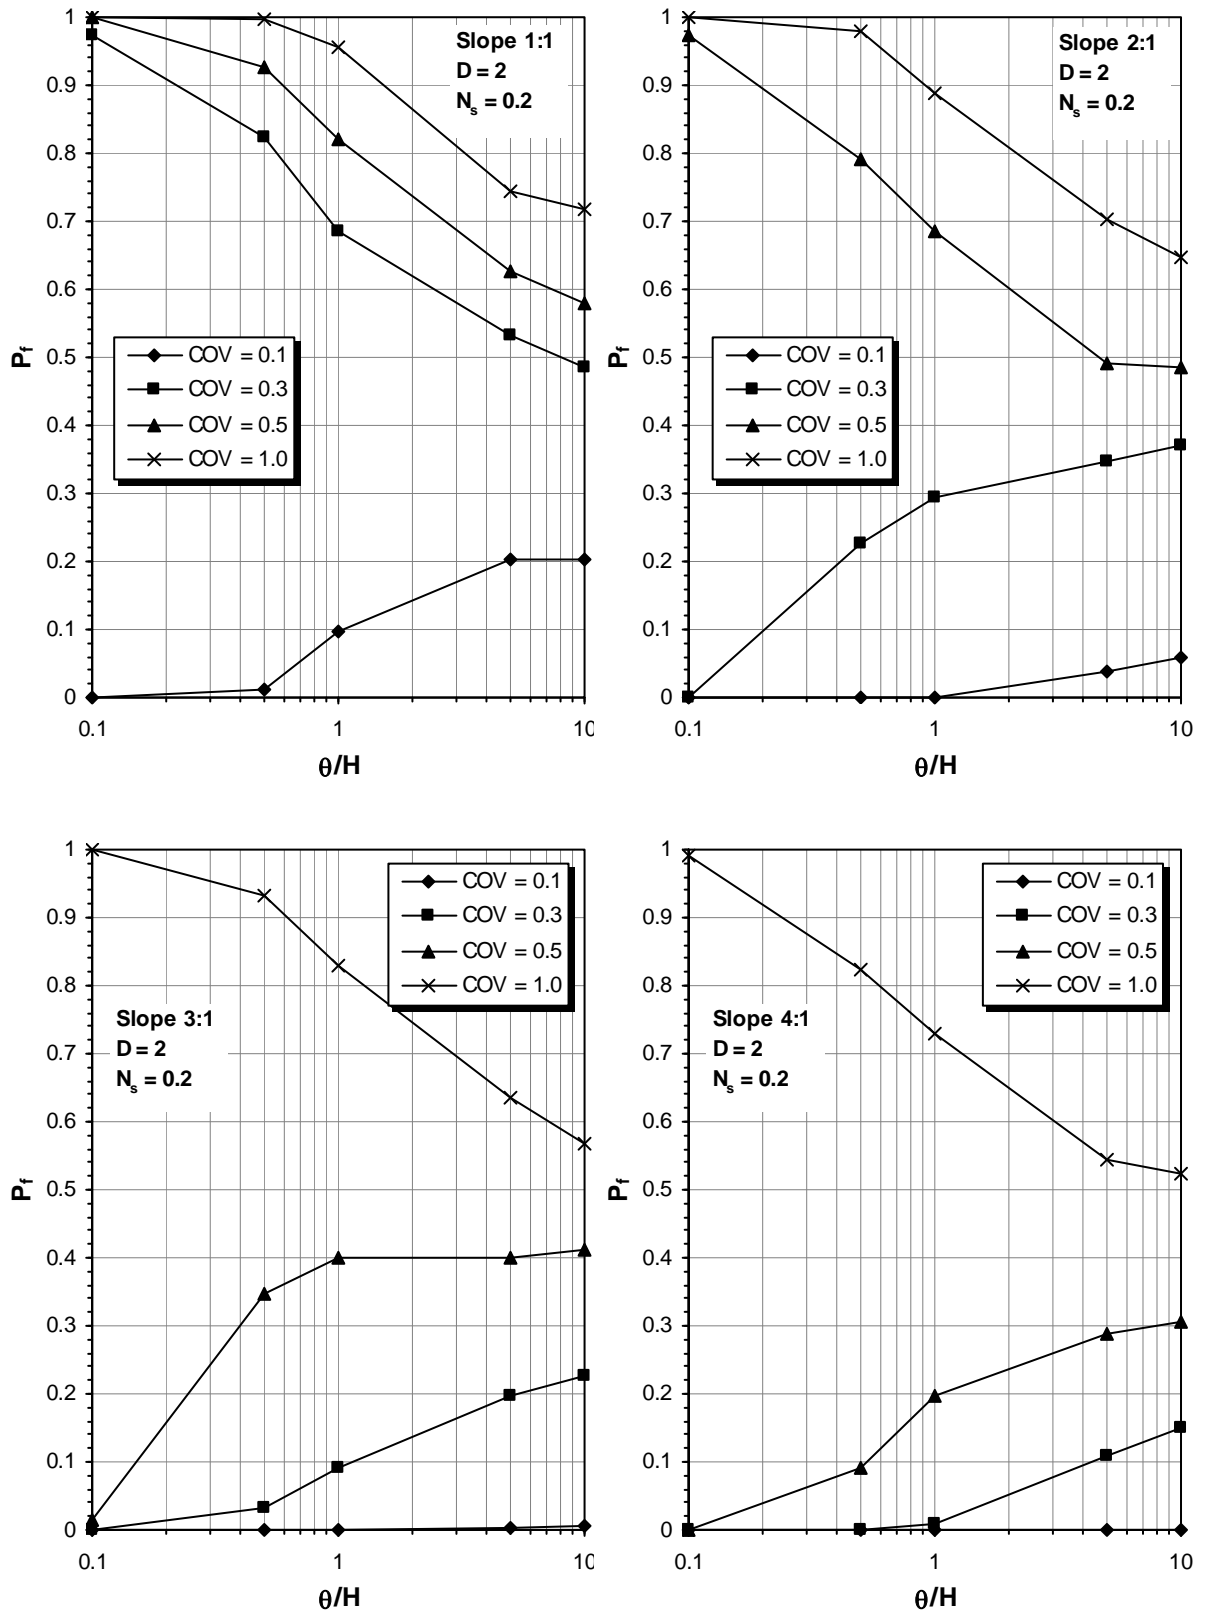 1
0.9
0.8
0.7
0.6
0.5
0.4
0.3
0.2
0.1
0
Pf
Slope 1:1
D = 2
Ns = 0.2
COV = 0.1
COV = 0.3
COV = 0.5
COV = 1.0
0.1
1
10
θ/H
1
0.9
0.8
0.7
0.6
0.5
0.4
0.3
0.2
0.1
0
Pf
Slope 2:1
D = 2
Ns = 0.2
COV = 0.1
COV = 0.3
COV = 0.5
COV = 1.0
0.1
1
10
θ/H
1
0.9
0.8
0.7
0.6
0.5
0.4
0.3
0.2
0.1
0
Pf
COV = 0.1
COV = 0.3
COV = 0.5
COV = 1.0
Slope 3:1
D = 2
Ns = 0.2
0.1
1
10
θ/H
1
0.9
0.8
0.7
0.6
0.5
0.4
0.3
0.2
0.1
0
Pf
COV = 0.1
COV = 0.3
COV = 0.5
COV = 1.0
Slope 4:1
D = 2
Ns = 0.2
0.1
1
10
θ/H